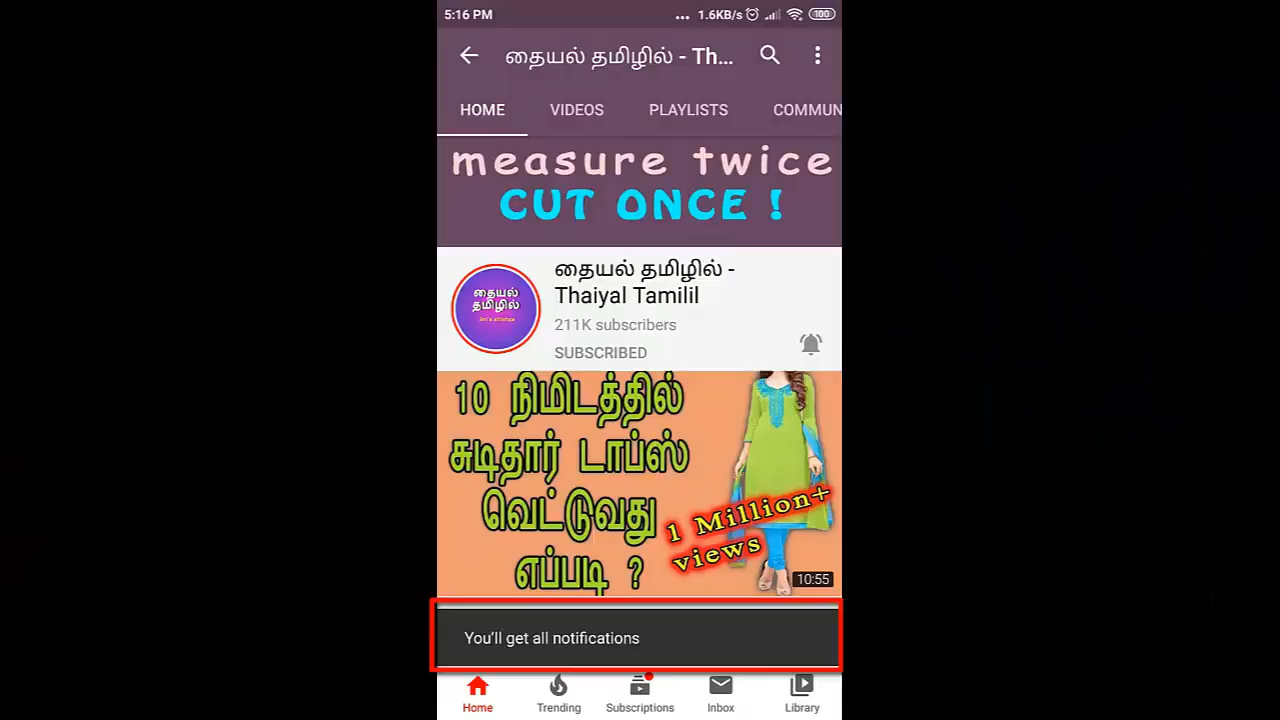 5:16 PM
... 1.6KB/s 100
தையல் தமிழில் - Th...
HOME VIDEOS PLAYLISTS COMMUN
measure twice
CUT ONCE !
தையல்
தமிழில்
தையல் தமிழில் -
Thaiyal Tamilil
211K subscribers
SUBSCRIBED
10 நிமிடத்தில்
சுடிதார் டாப்ஸ்
வெட்டுவது
எப்படி ?
1 Million+
views
10:55
You'll get all notifications
Home Trending Subscriptions Inbox Library